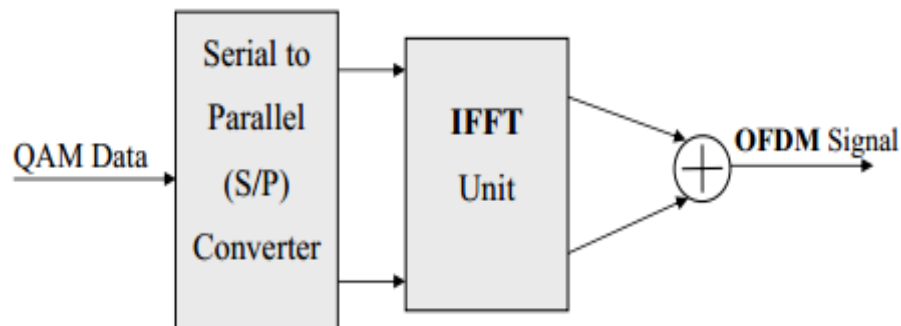 QAM Data
Serial to
Parallel
(S/P)
Converter
IFFT
Unit
OFDM Signal